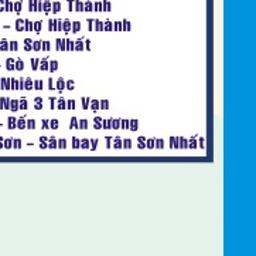 Chợ Hiệp Thành
– Chợ Hiệp Thành
ân Sơn Nhất
- Gò Vấp
Nhiêu Lộc
Ngã 3 Tân Vạn
- Bến xe An Sương
Sơn – Sân bay Tân Sơn Nhất